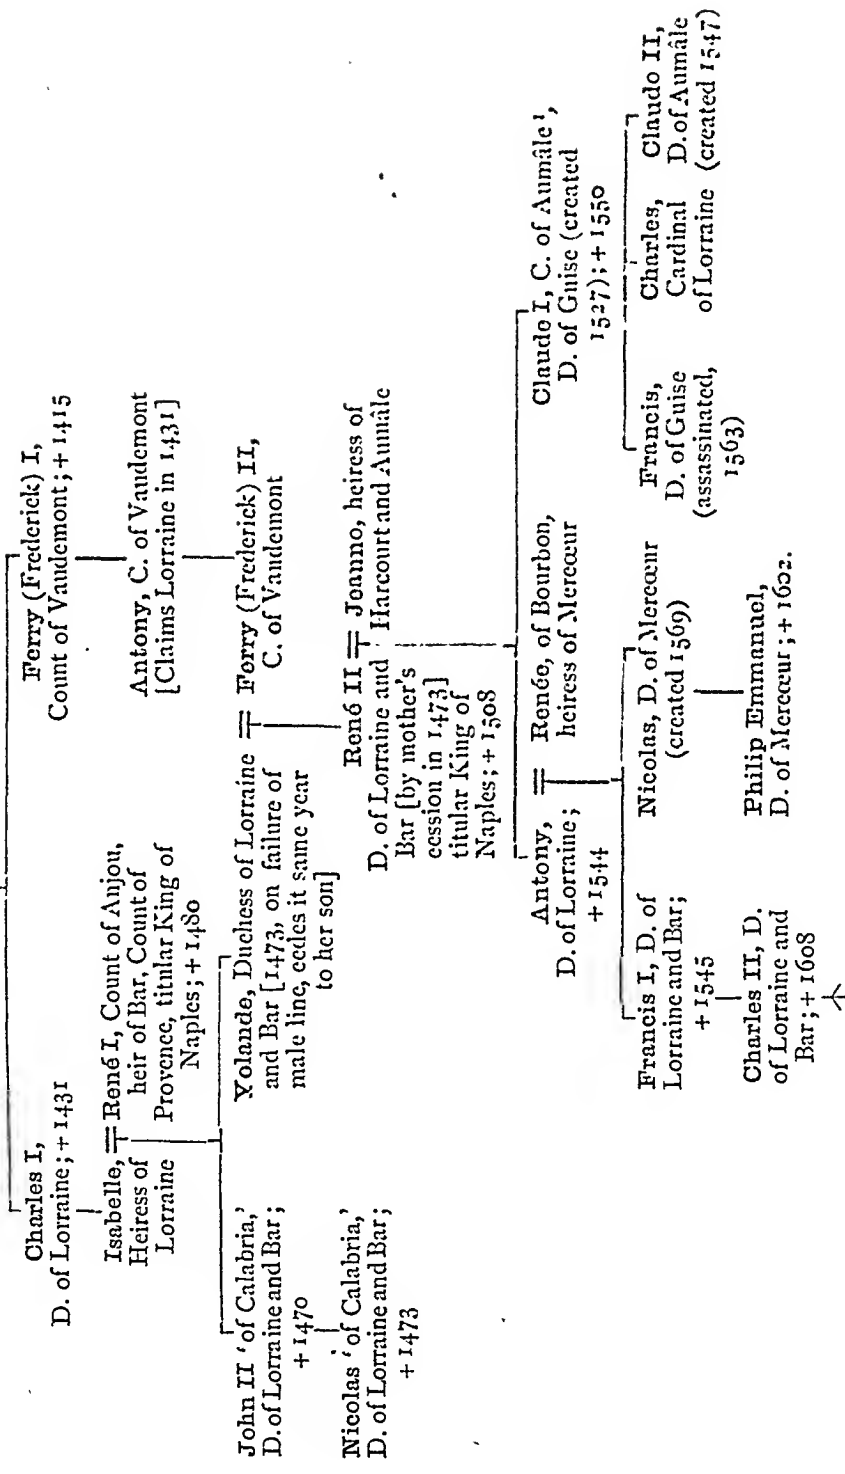 Charles I,
D. of Lorraine; + 1431
Ferry (Frederick) I,
Count of Vaudemont; + 1415
Isabelle,
Heiress of
Lorraine
René I, Count of Anjou,
heir of Bar, Count of
Provence, titular King of
Naples; + 1480
Antony, C. of Vaudemont
[Claims Lorraine in 1431]
John II 'of Calabria,'
D. of Lorraine and Bar;
+ 1470
Yolande, Duchess of Lorraine
and Bar [1473, on failure of
male line, cedes it same year
to her son]
Ferry (Frederick) II,
C. of Vaudemont
Nicolas 'of Calabria,'
D. of Lorraine and Bar;
+ 1473
René II
D. of Lorraine and
Bar [by mother's
cession in 1473]
titular King of
Naples; + 1508
Joanno, heiress of
Harcourt and Aumâle
Antony,
D. of Lorraine;
+ 1544
Renée, of Bourbon,
heiress of Mercœur
Claude I, C. of Aumâle¹,
D. of Guise (created
1527); + 1550
Francis I, D. of
Lorraine and Bar;
+ 1545
Nicolas, D. of Mercœur
(created 1569)
Francis,
D. of Guise
(assassinated,
1563)
Charles,
Cardinal
of Lorraine
Claudo II,
D. of Aumâle
(created 1547)
Charles II, D.
of Lorraine and
Bar; + 1608
Philip Emmanuel,
D. of Mercœur; + 1602.